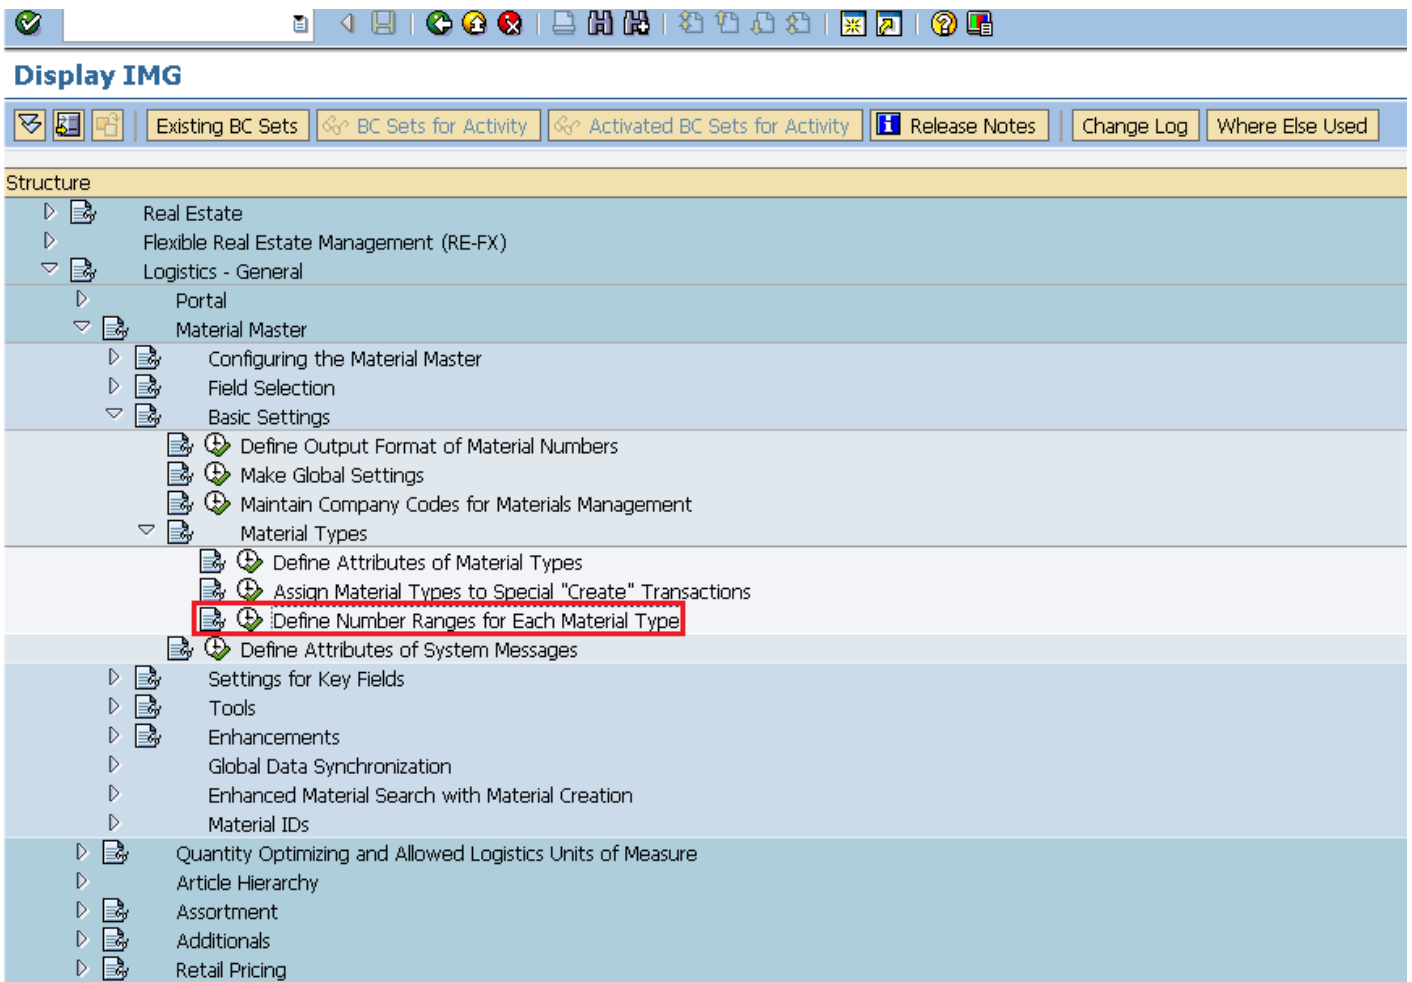 Display IMG
Existing BC Sets BC Sets for Activity Activated BC Sets for Activity Release Notes Change Log Where Else Used
Structure
Real Estate
Flexible Real Estate Management (RE-FX)
Logistics - General
Portal
Material Master
Configuring the Material Master
Field Selection
Basic Settings
Define Output Format of Material Numbers
Make Global Settings
Maintain Company Codes for Materials Management
Material Types
Define Attributes of Material Types
Assign Material Types to Special "Create" Transactions
Define Number Ranges for Each Material Type
Define Attributes of System Messages
Settings for Key Fields
Tools
Enhancements
Global Data Synchronization
Enhanced Material Search with Material Creation
Material IDs
Quantity Optimizing and Allowed Logistics Units of Measure
Article Hierarchy
Assortment
Additionals
Retail Pricing